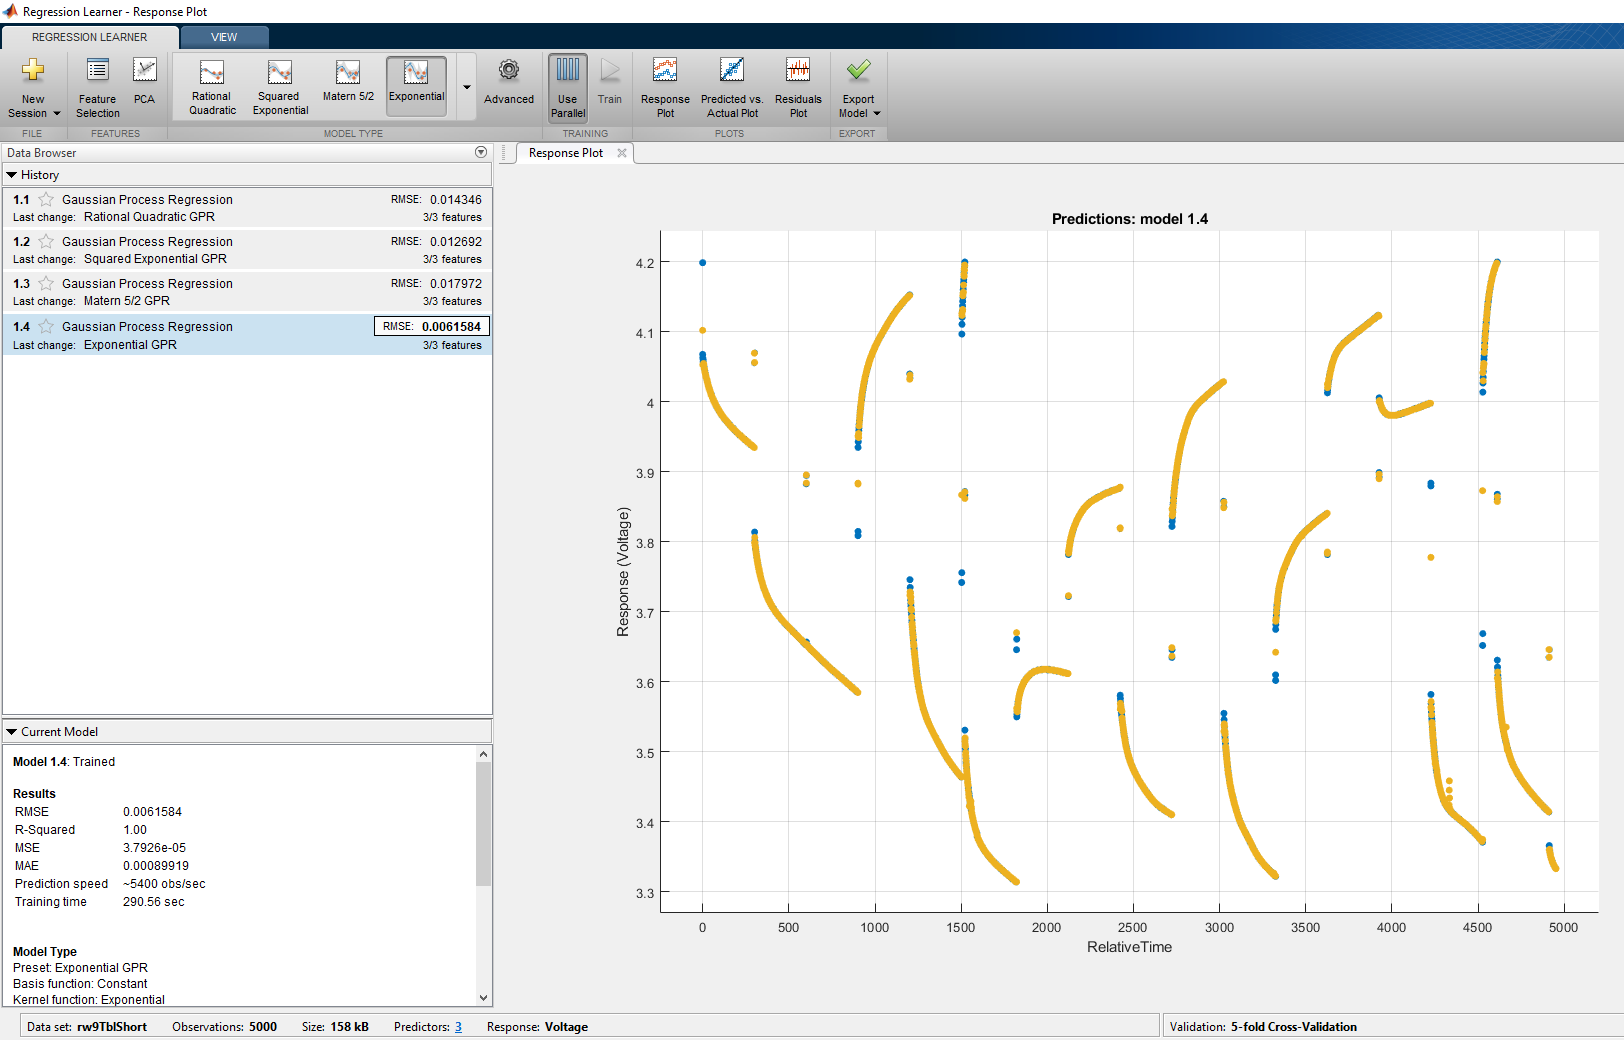 Regression Learner - Response Plot
REGRESSION LEARNER
VIEW
New Session
Feature Selection
PCA
Rational Quadratic
Squared Exponential
Matern 5/2
Exponential
Advanced
Use Parallel
Train
Response Plot
Predicted vs. Actual Plot
Residuals Plot
Export Model
FILE
FEATURES
MODEL TYPE
TRAINING
PLOTS
EXPORT
Data Browser
History
1.1 Gaussian Process Regression RMSE: 0.014346
Last change: Rational Quadratic GPR 3/3 features
1.2 Gaussian Process Regression RMSE: 0.012692
Last change: Squared Exponential GPR 3/3 features
1.3 Gaussian Process Regression RMSE: 0.017972
Last change: Matern 5/2 GPR 3/3 features
1.4 Gaussian Process Regression RMSE: 0.0061584
Last change: Exponential GPR 3/3 features
Current Model
Model 1.4: Trained
Results
RMSE 0.0061584
R-Squared 1.00
MSE 3.7926e-05
MAE 0.00089919
Prediction speed ~5400 obs/sec
Training time 290.56 sec
Model Type
Preset: Exponential GPR
Basis function: Constant
Kernel function: Exponential
Response Plot
Predictions: model 1.4
Response (Voltage)
4.2
4.1
4
3.9
3.8
3.7
3.6
3.5
3.4
3.3
0 500 1000 1500 2000 2500 3000 3500 4000 4500 5000
RelativeTime
Data set: rw9TblShort Observations: 5000 Size: 158 kB Predictors: 3 Response: Voltage
Validation: 5-fold Cross-Validation